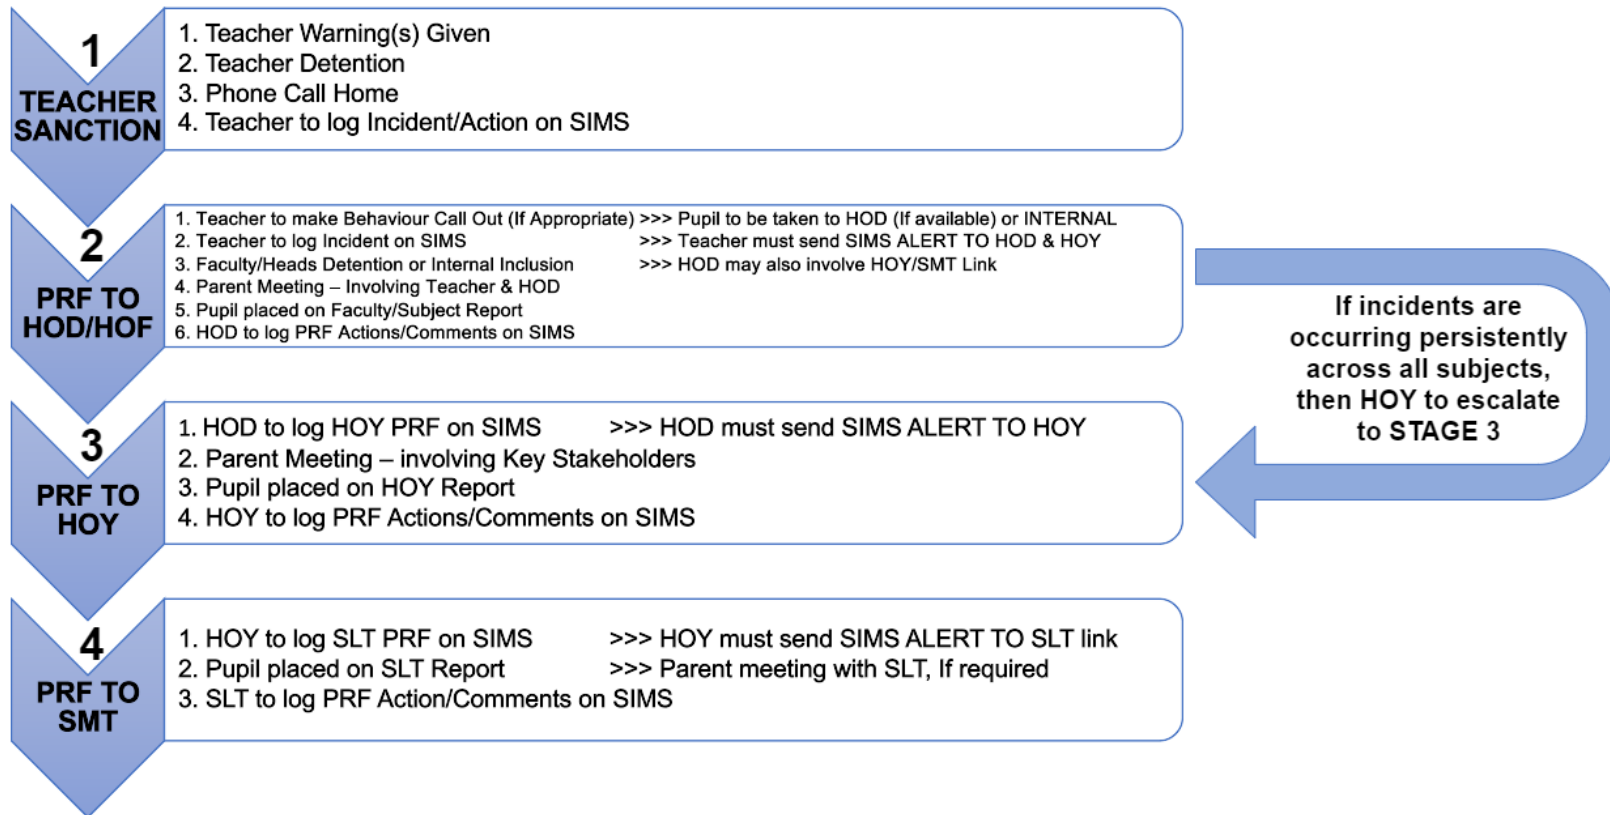 1
TEACHER
SANCTION
1. Teacher Warning(s) Given
2. Teacher Detention
3. Phone Call Home
4. Teacher to log Incident/Action on SIMS
2
PRF TO
HOD/HOF
1. Teacher to make Behaviour Call Out (If Appropriate) >>> Pupil to be taken to HOD (If available) or INTERNAL
2. Teacher to log Incident on SIMS >>> Teacher must send SIMS ALERT TO HOD & HOY
3. Faculty/Heads Detention or Internal Inclusion >>> HOD may also involve HOY/SMT Link
4. Parent Meeting – Involving Teacher & HOD
5. Pupil placed on Faculty/Subject Report
6. HOD to log PRF Actions/Comments on SIMS
If incidents are
occurring persistently
across all subjects,
then HOY to escalate
to STAGE 3
3
PRF TO
HOY
1. HOD to log HOY PRF on SIMS >>> HOD must send SIMS ALERT TO HOY
2. Parent Meeting – involving Key Stakeholders
3. Pupil placed on HOY Report
4. HOY to log PRF Actions/Comments on SIMS
4
PRF TO
SMT
1. HOY to log SLT PRF on SIMS >>> HOY must send SIMS ALERT TO SLT link
2. Pupil placed on SLT Report >>> Parent meeting with SLT, If required
3. SLT to log PRF Action/Comments on SIMS